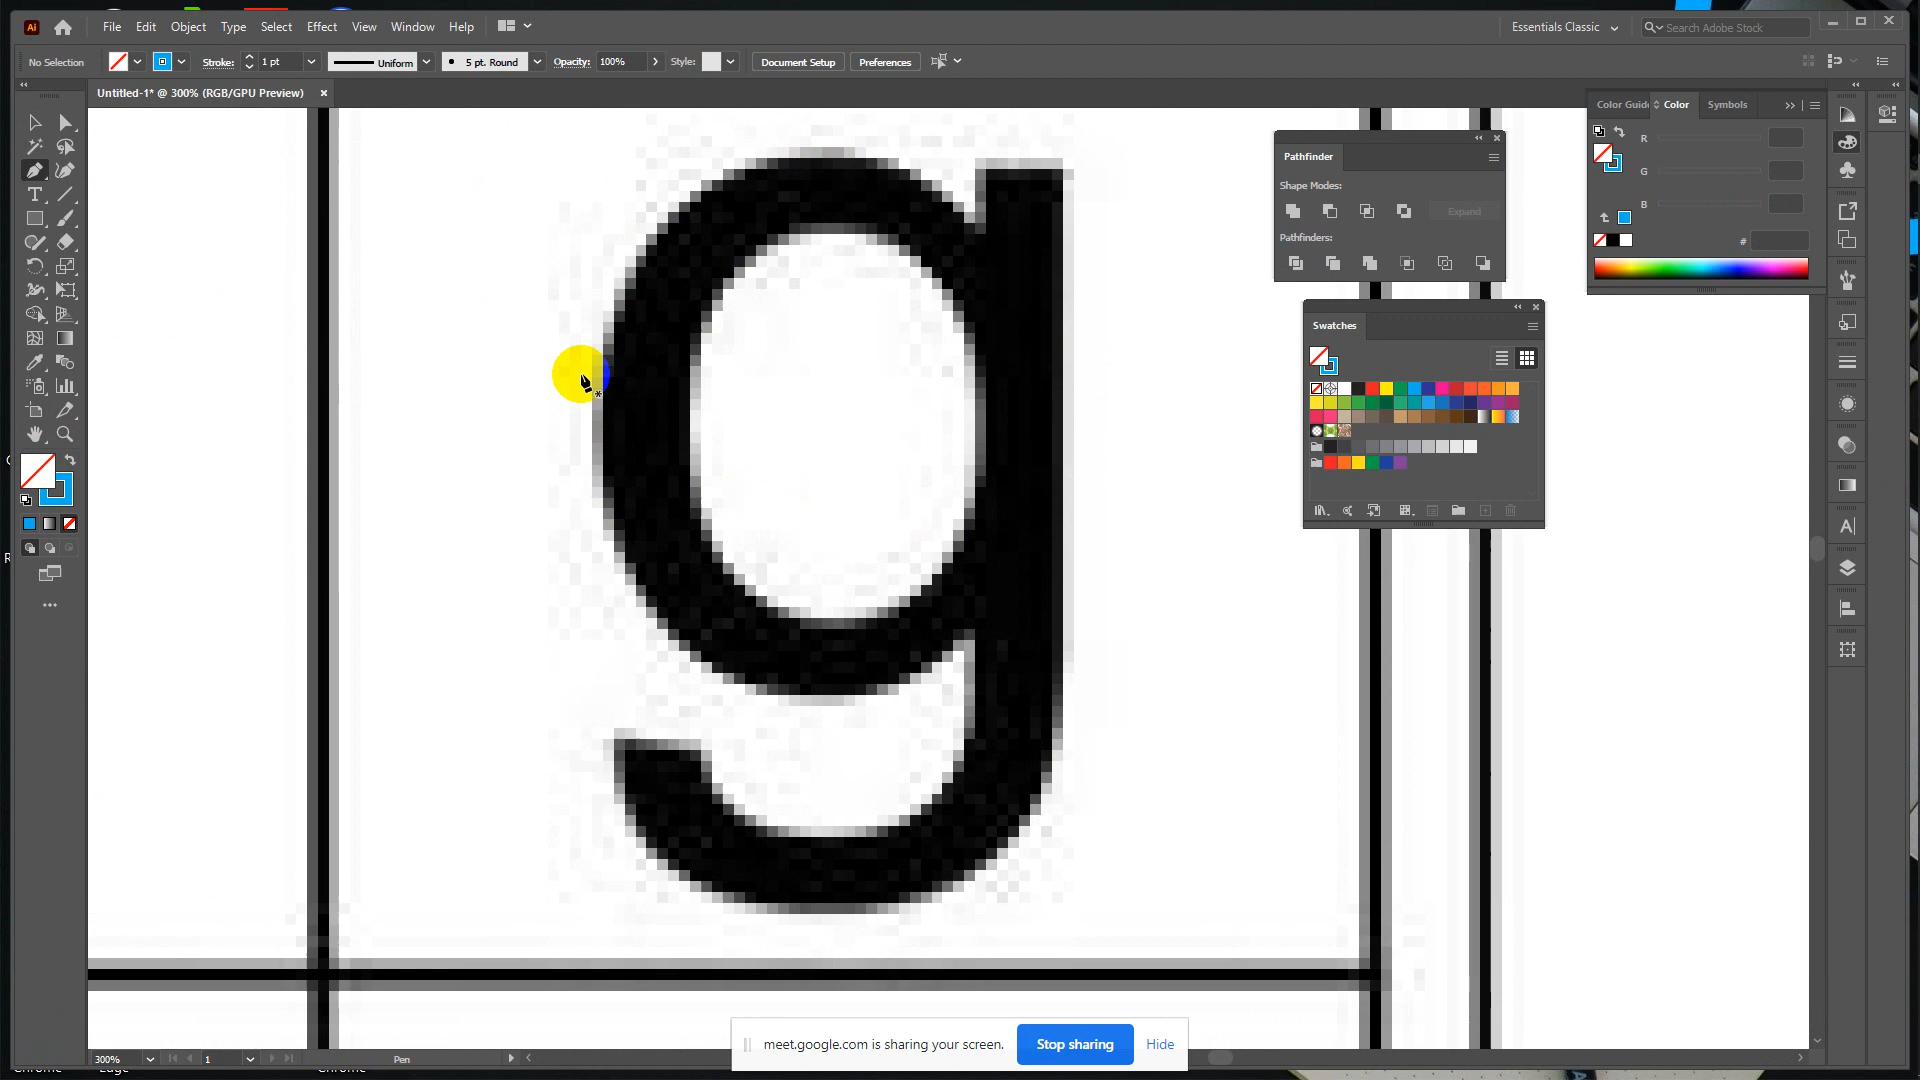 Ai File Edit Object Type Select Effect View Window Help Essentials Classic Search Adobe Stock
No Selection Stroke: 1 pt Uniform 5 pt. Round Opacity: 100% Style: Document Setup Preferences
Untitled-1* @ 300% (RGB/GPU Preview)
Color Guide Color Symbols
R
G
B
#
Pathfinder
Shape Modes:
Expand
Pathfinders:
Swatches
g
300% 1 Pen
meet.google.com is sharing your screen. Stop sharing Hide